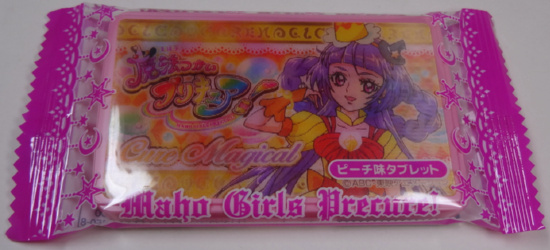 魔法つかい
プリキュア!
Cure Magical
ピーチ味タブレット
Maho Girls Precure!